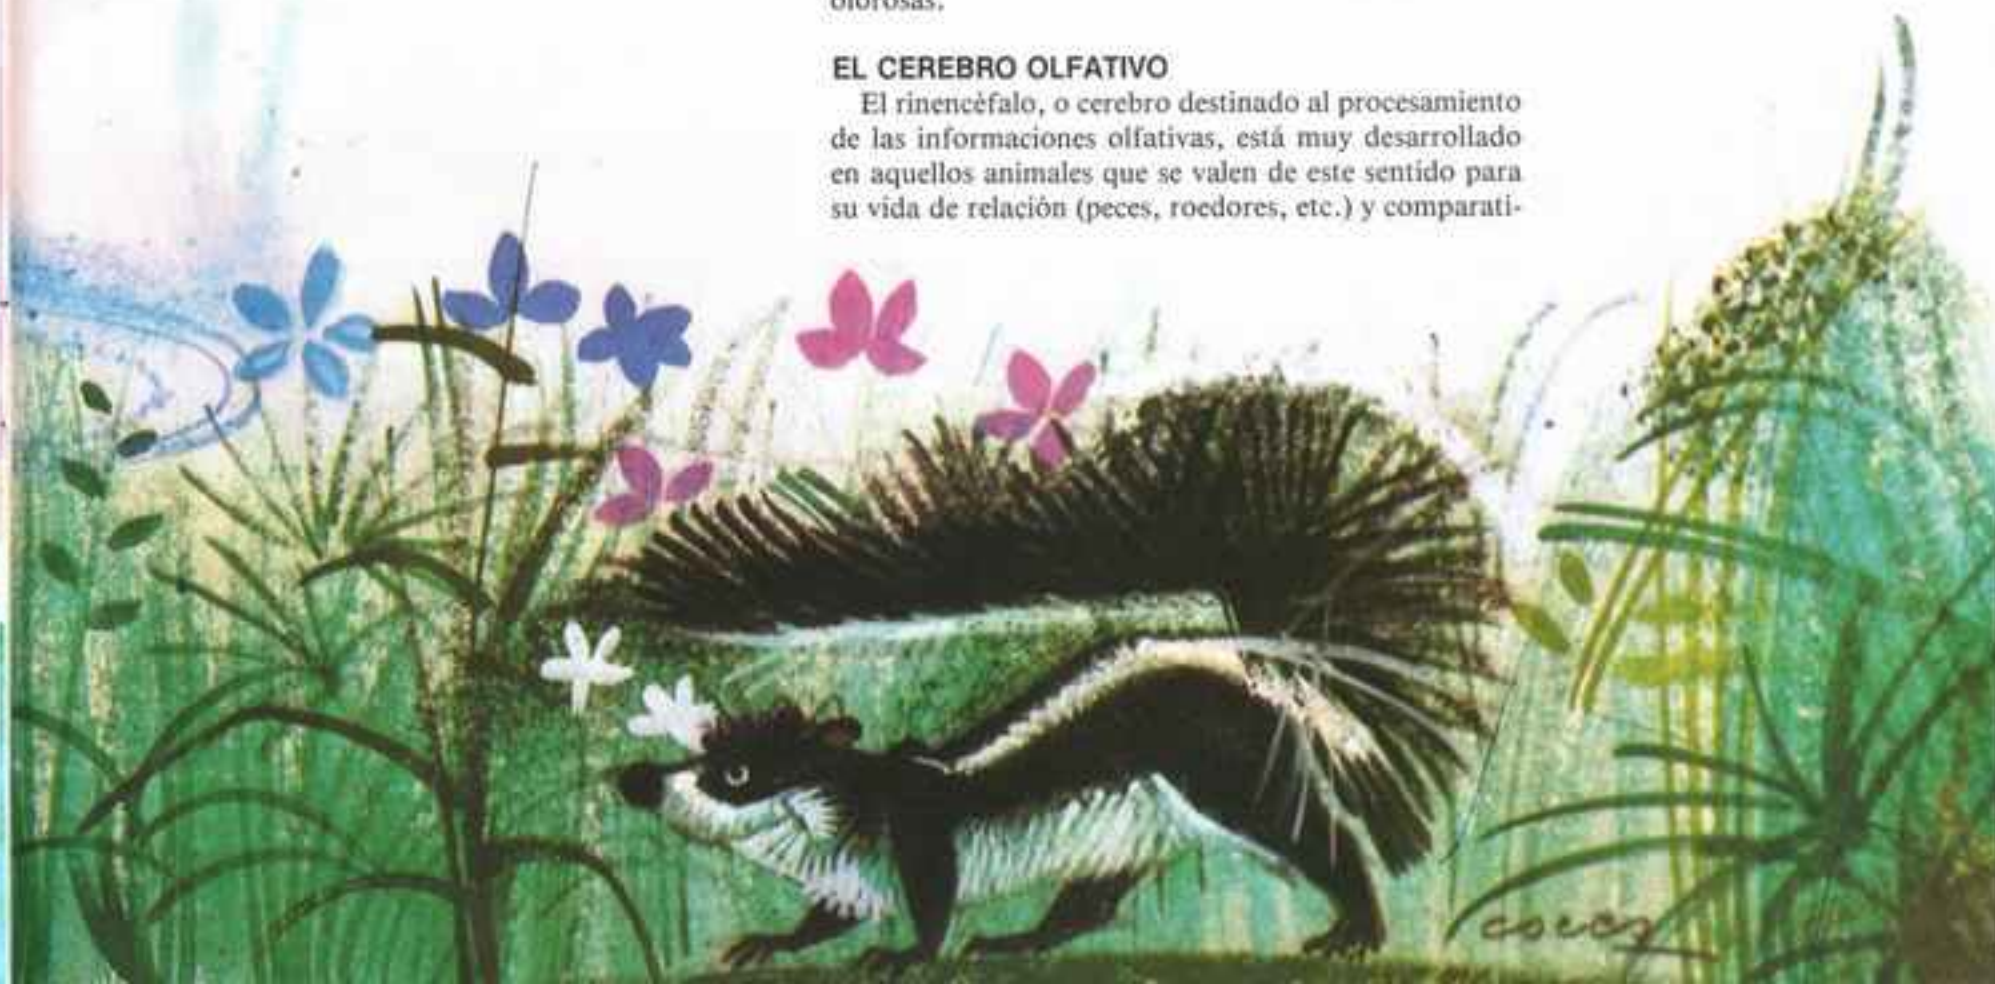 olorosas.
EL CEREBRO OLFATIVO
El rinencéfalo, o cerebro destinado al procesamiento
de las informaciones olfativas, está muy desarrollado
en aquellos animales que se valen de este sentido para
su vida de relación (peces, roedores, etc.) y comparati-